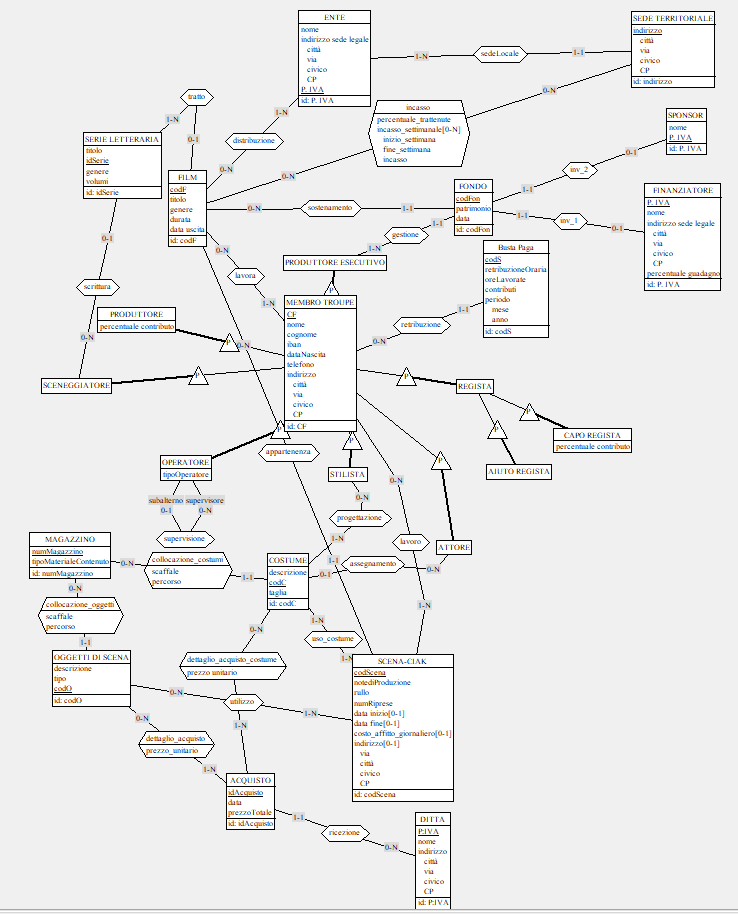 ENTE
nome
indirizzo sede legale
città
via
civico
CP
P. IVA
id: P. IVA
1-N
sedeLocale
1-1
SEDE TERRITORIALE
indirizzo
città
via
civico
CP
id: indirizzo
tratto
1-N
0-1
1-N
distribuzione
0-N
0-N
incasso
percentuale_trattenute
incasso_settimanale[0-N]
inizio_settimana
fine_settimana
incasso
0-N
SPONSOR
nome
P. IVA
id: P. IVA
SERIE LETTERARIA
titolo
idSerie
genere
volumi
id: idSerie
FILM
codF
titolo
genere
durata
data uscita
id: codF
0-N
sostenamento
1-1
FONDO
codFon
patrimonio
data
id: codFon
1-1
inv_2
0-1
1-1
inv_1
0-1
FINANZIATORE
P. IVA
nome
indirizzo sede legale
città
via
civico
CP
percentuale guadagno
id: P. IVA
0-1
0-N
1-1
gestione
1-N
PRODUTTORE ESECUTIVO
P
Busta Paga
codS
retribuzioneOraria
oreLavorate
contributi
periodo
mese
anno
id: codS
scrittura
lavora
1-N
MEMBRO TROUPE
CF
nome
cognome
iban
dataNascita
telefono
indirizzo
città
via
civico
CP
id: CF
1-1
retribuzione
0-N
PRODUTTORE
percentuale contributo
P
0-N
0-N
SCENEGGIATORE
P
P
REGISTA
P
CAPO REGISTA
percentuale contributo
P
AIUTO REGISTA
P
appartenenza
P
P
OPERATORE
tipoOperatore
STILISTA
0-N
0-N
subalterno
supervisore
0-1
0-N
progettazione
supervisione
1-N
lavoro
ATTORE
MAGAZZINO
numMagazzino
tipoMaterialeContenuto
id: numMagazzino
0-N
collocazione_costumi
scaffale
percorso
1-1
COSTUME
descrizione
codC
taglia
id: codC
1-1
0-1
assegnamento
0-N
0-N
collocazione_oggetti
scaffale
percorso
1-1
1-N
0-N
uso_costume
1-N
1-N
OGGETTI DI SCENA
descrizione
tipo
codO
id: codO
dettaglio_acquisto_costume
prezzo unitario
SCENA-CIAK
codScena
notediProduzione
rullo
numRiprese
data inizio[0-1]
data fine[0-1]
costo_affitto_giornaliero[0-1]
indirizzo[0-1]
via
città
civico
CP
id: codScena
0-N
utilizzo
1-N
0-N
1-N
dettaglio_acquisto
prezzo_unitario
1-N
ACQUISTO
idAcquisto
data
prezzoTotale
id: idAcquisto
1-1
ricezione
0-N
DITTA
P.IVA
nome
indirizzo
città
via
civico
CP
id: P.IVA